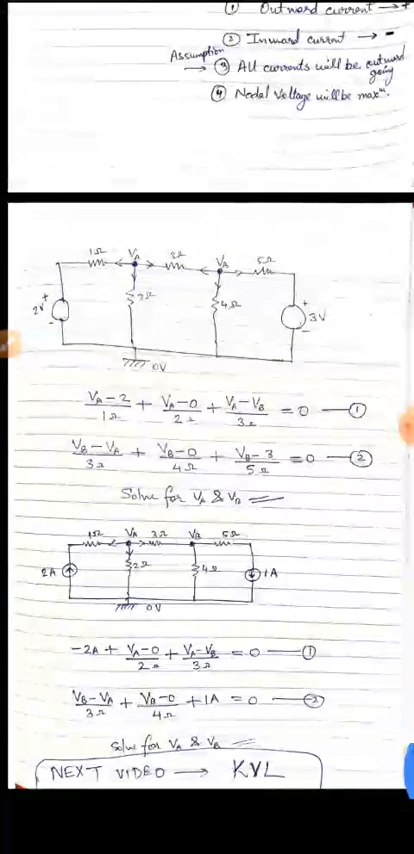 ① Outward current → +
② Inward current → -
Assumption → ③ All currents will be outward going
④ Nodal Voltage will be maxm.
1Ω VA 3Ω VA 5Ω
2V + - 2Ω 4Ω + - 3V
0V
VA-2/1Ω + VA-0/2Ω + VA-VB/3Ω = 0 —①
VB-VA/3Ω + VB-0/4Ω + VB-3/5Ω = 0 —②
Solve for VA & VB
1Ω VA 3Ω VB 5Ω
2A 2Ω 4Ω 1A
0V
-2A + VA-0/2Ω + VA-VB/3Ω = 0 —①
VB-VA/3Ω + VB-0/4Ω + 1A = 0 —②
Solve for VA & VB
NEXT VIDEO → KVL